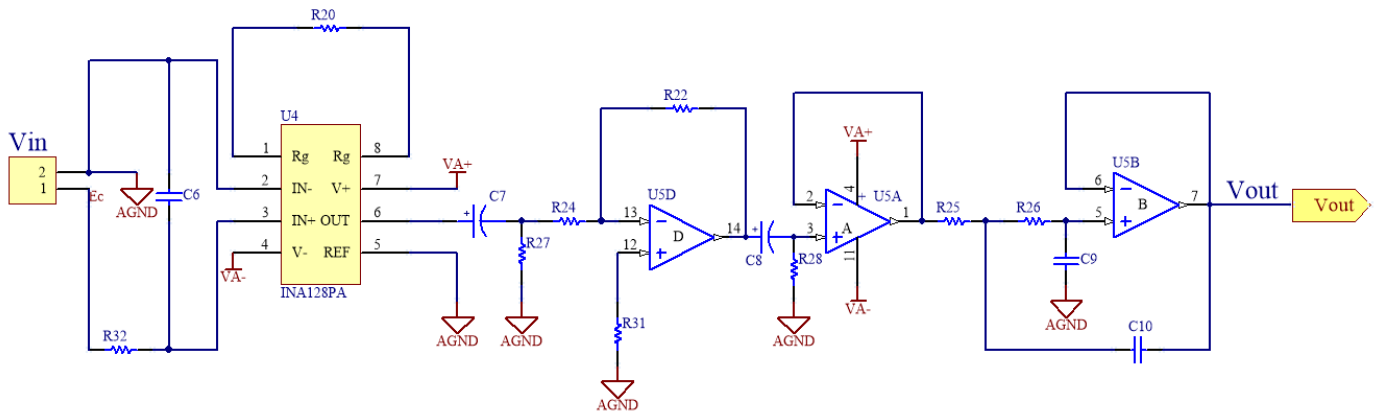 R20
U4
Vin
2
1
Ec
AGND
C6
R32
1 Rg Rg 8
2 IN- V+ 7
3 IN+ OUT 6
4 V- REF 5
INA128PA
VA-
VA+
AGND
+ C7
R27
AGND
R24
R22
U5D
13
12
D
14
R31
AGND
+
C8
R28
AGND
VA+
4
+
U5A
2
3
A
1
11
VA-
R25
R26
C9
AGND
C10
U5B
6
5
B
7
Vout
Vout